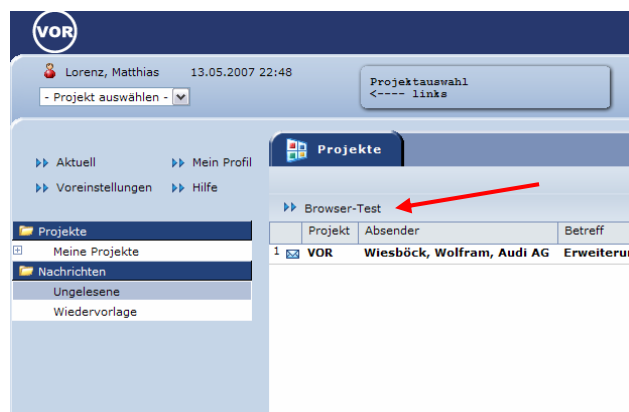 VOR
Lorenz, Matthias 13.05.2007 22:48
- Projekt auswählen -
Projektauswahl
<---- links
Aktuell Mein Profil
Voreinstellungen Hilfe
Projekte
Meine Projekte
Nachrichten
Ungelesene
Wiedervorlage
Projekte
Browser-Test
Projekt Absender Betreff
1 VOR Wiesböck, Wolfram, Audi AG Erweiteru